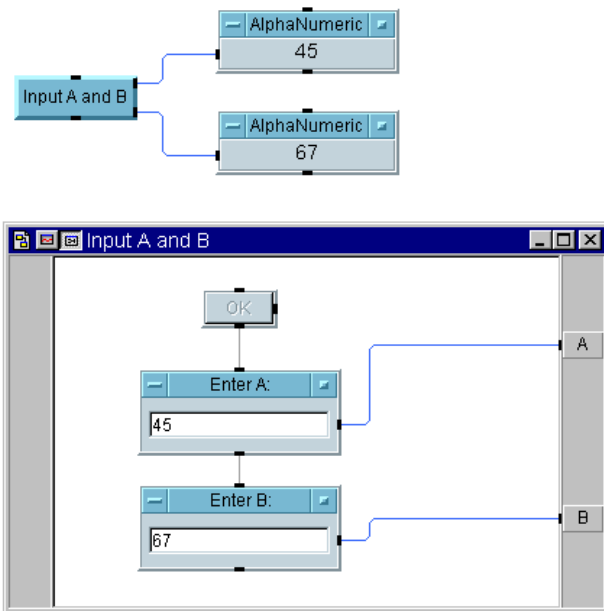 AlphaNumeric
45
Input A and B
AlphaNumeric
67
Input A and B
OK
A
Enter A:
45
Enter B:
B
67